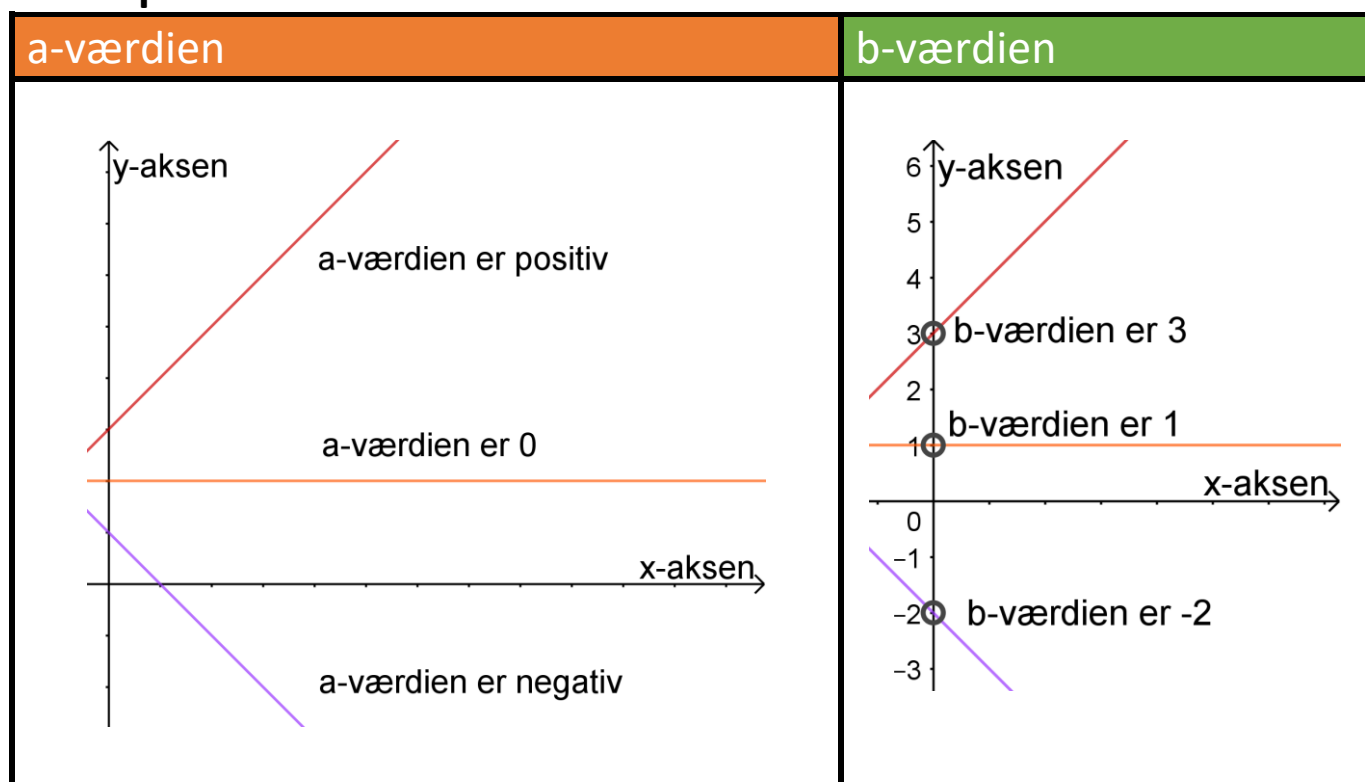 a-værdien
y-aksen
a-værdien er positiv
a-værdien er 0
x-aksen
a-værdien er negativ
b-værdien
6
y-aksen
5
4
3
b-værdien er 3
2
b-værdien er 1
1
x-aksen
0
−1
−2
b-værdien er -2
−3